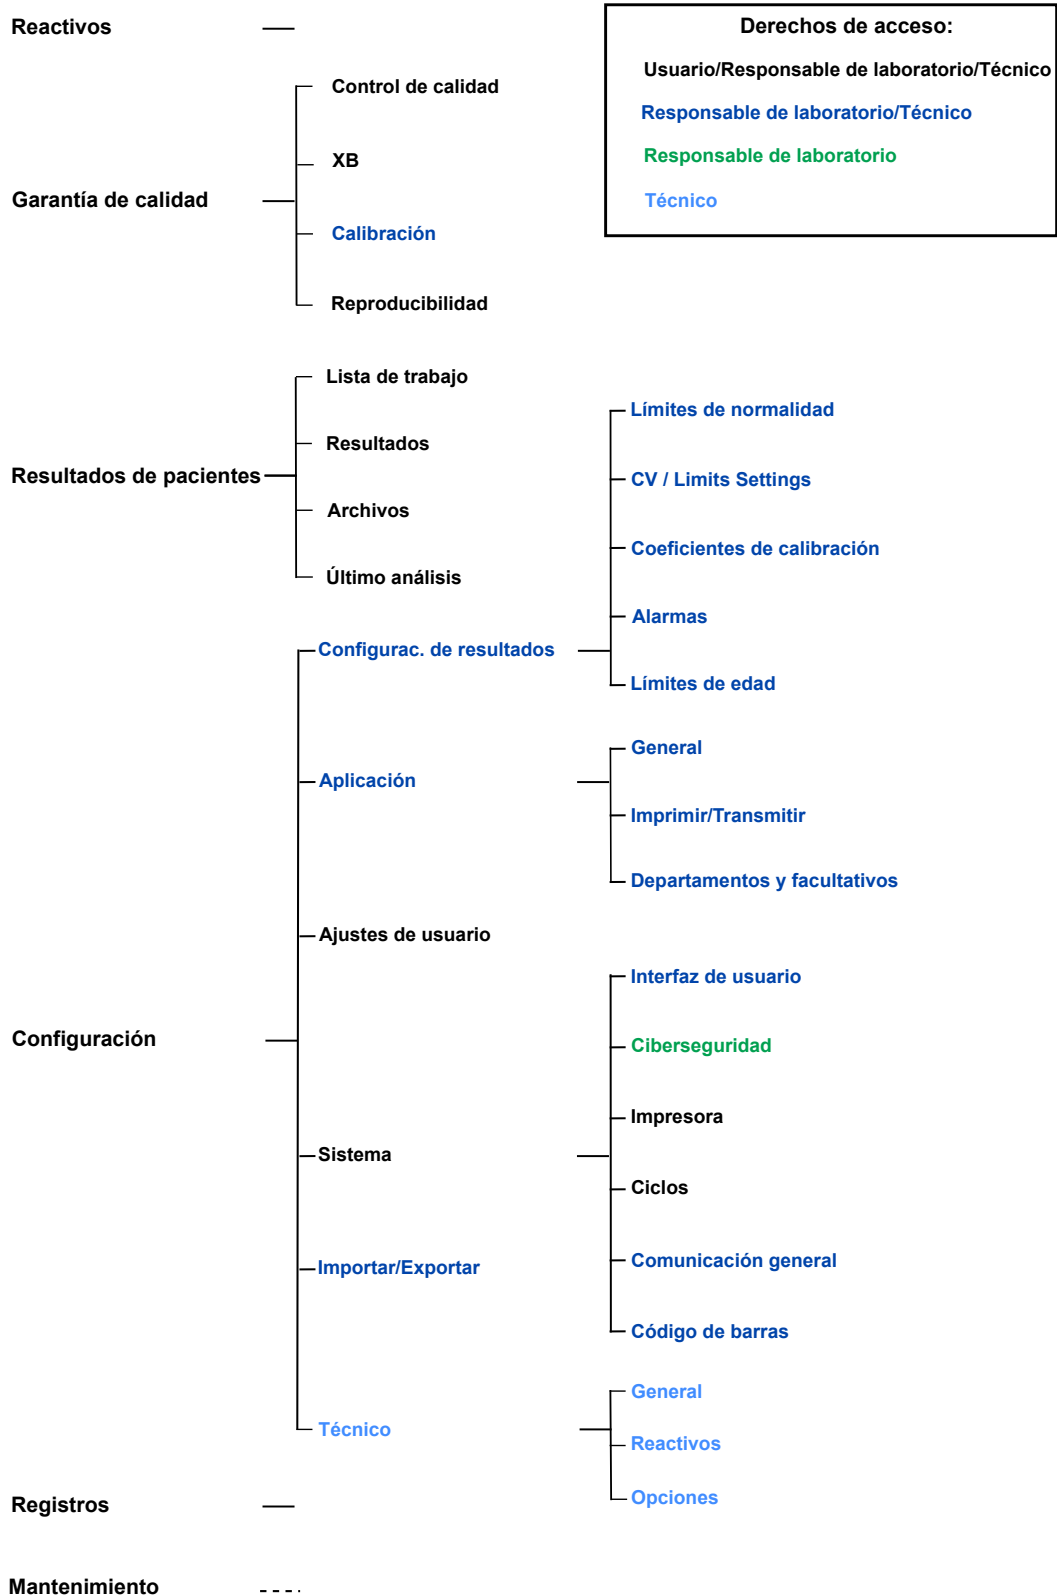 Reactivos
Derechos de acceso:
Usuario/Responsable de laboratorio/Técnico
Responsable de laboratorio/Técnico
Responsable de laboratorio
Técnico
Control de calidad
XB
Garantía de calidad
Calibración
Reproducibilidad
Lista de trabajo
Resultados
Resultados de pacientes
Archivos
Último análisis
Límites de normalidad
CV / Limits Settings
Coeficientes de calibración
Alarmas
Configurac. de resultados
Límites de edad
General
Aplicación
Imprimir/Transmitir
Departamentos y facultativos
Ajustes de usuario
Interfaz de usuario
Configuración
Ciberseguridad
Impresora
Sistema
Ciclos
Comunicación general
Importar/Exportar
Código de barras
General
Técnico
Reactivos
Opciones
Registros
Mantenimiento